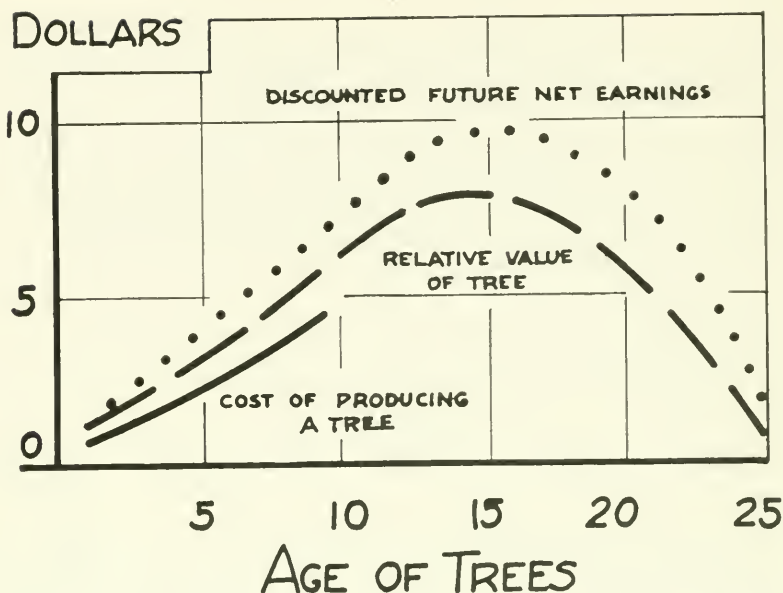 DOLLARS
DISCOUNTED FUTURE NET EARNINGS
10
RELATIVE VALUE
OF TREE
5
COST OF PRODUCING
A TREE
0
5 10 15 20 25
AGE OF TREES